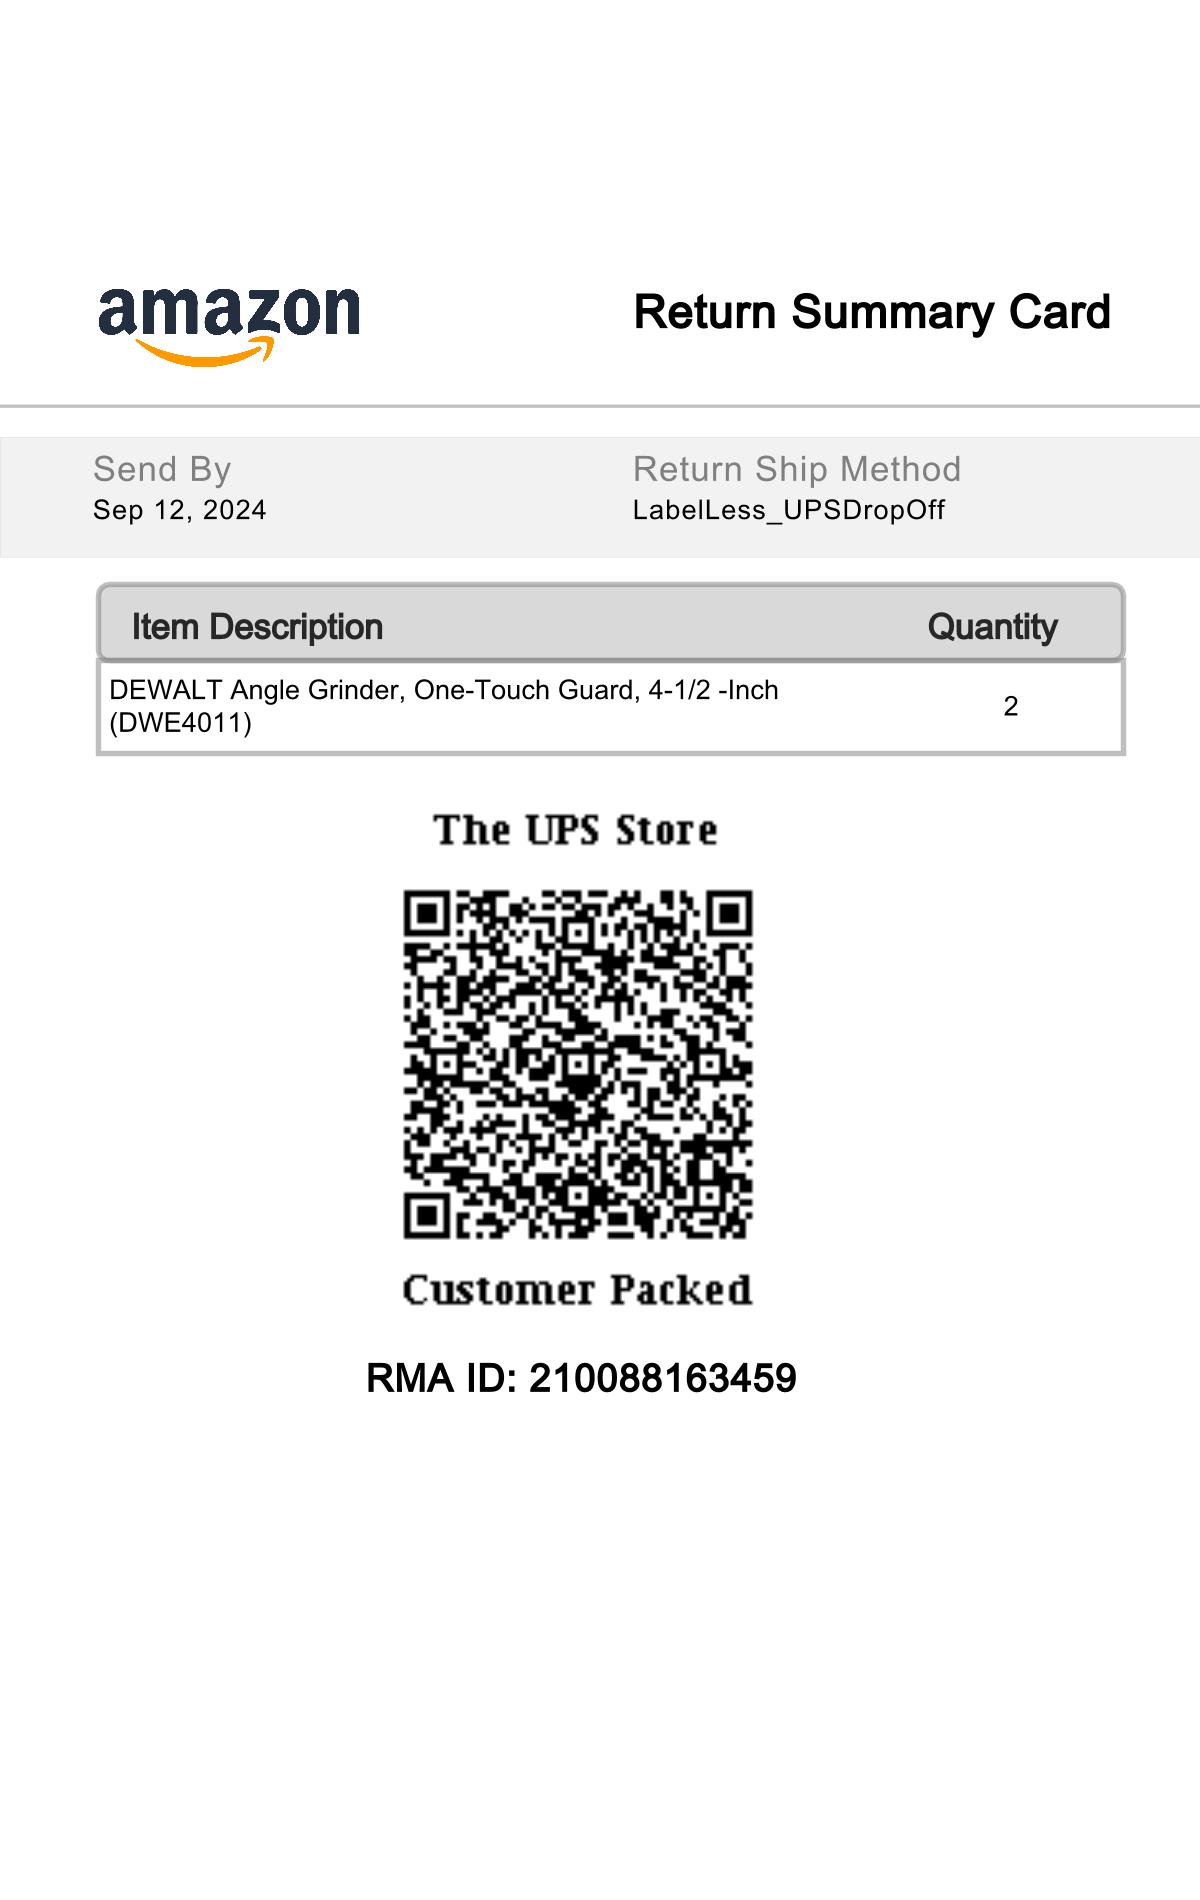 amazon
Return Summary Card
Send By
Sep 12, 2024
Return Ship Method
LabelLess_UPSDropOff
Item Description
Quantity
DEWALT Angle Grinder, One-Touch Guard, 4-1/2 -Inch
(DWE4011)
2
The UPS Store
Customer Packed
RMA ID: 210088163459